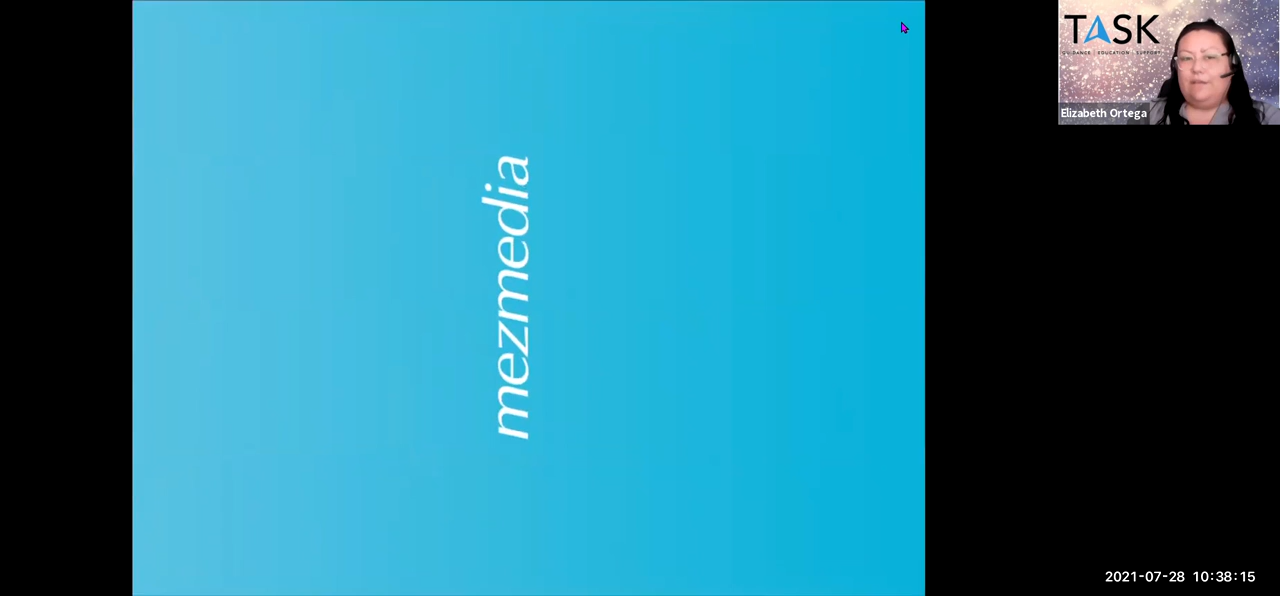 mezmedia
TASK
GUIDANCE | EDUCATION | SUPPORT
Elizabeth Ortega
2021-07-28 10:38:15